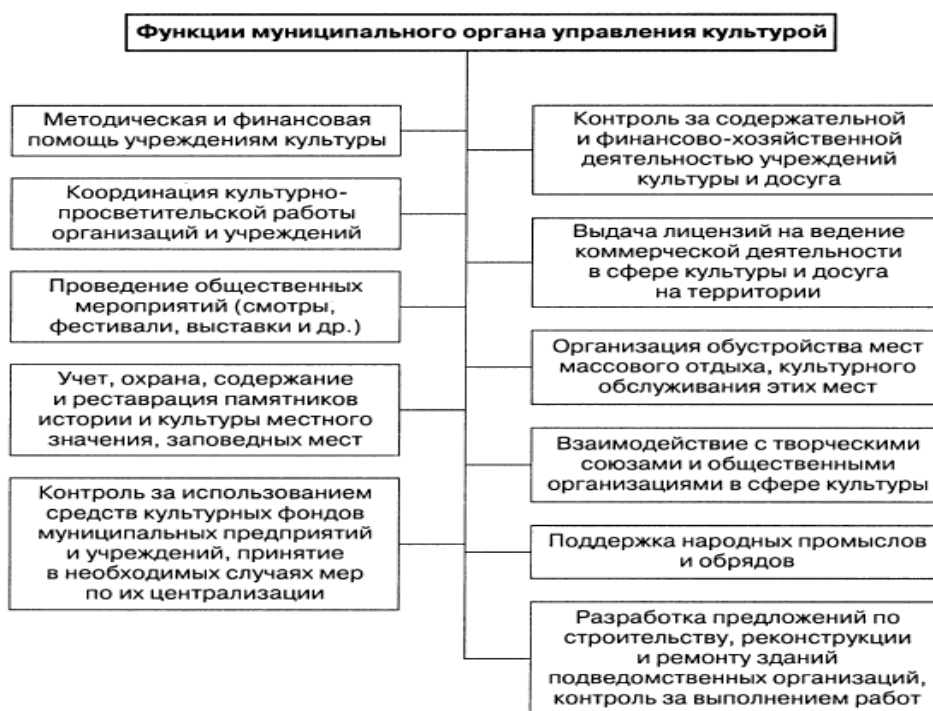 Функции муниципального органа управления культурой
Методическая и финансовая
помощь учреждениям культуры
Координация культурно-
просветительской работы
организаций и учреждений
Проведение общественных
мероприятий (смотры,
фестивали, выставки и др.)
Учет, охрана, содержание
и реставрация памятников
истории и культуры местного
значения, заповедных мест
Контроль за использованием
средств культурных фондов
муниципальных предприятий
и учреждений, принятие
в необходимых случаях мер
по их централизации
Контроль за содержательной
и финансово-хозяйственной
деятельностью учреждений
культуры и досуга
Выдача лицензий на ведение
коммерческой деятельности
в сфере культуры и досуга
на территории
Организация обустройства мест
массового отдыха, культурного
обслуживания этих мест
Взаимодействие с творческими
союзами и общественными
организациями в сфере культуры
Поддержка народных промыслов
и обрядов
Разработка предложений по
строительству, реконструкции
и ремонту зданий
подведомственных организаций,
контроль за выполнением работ